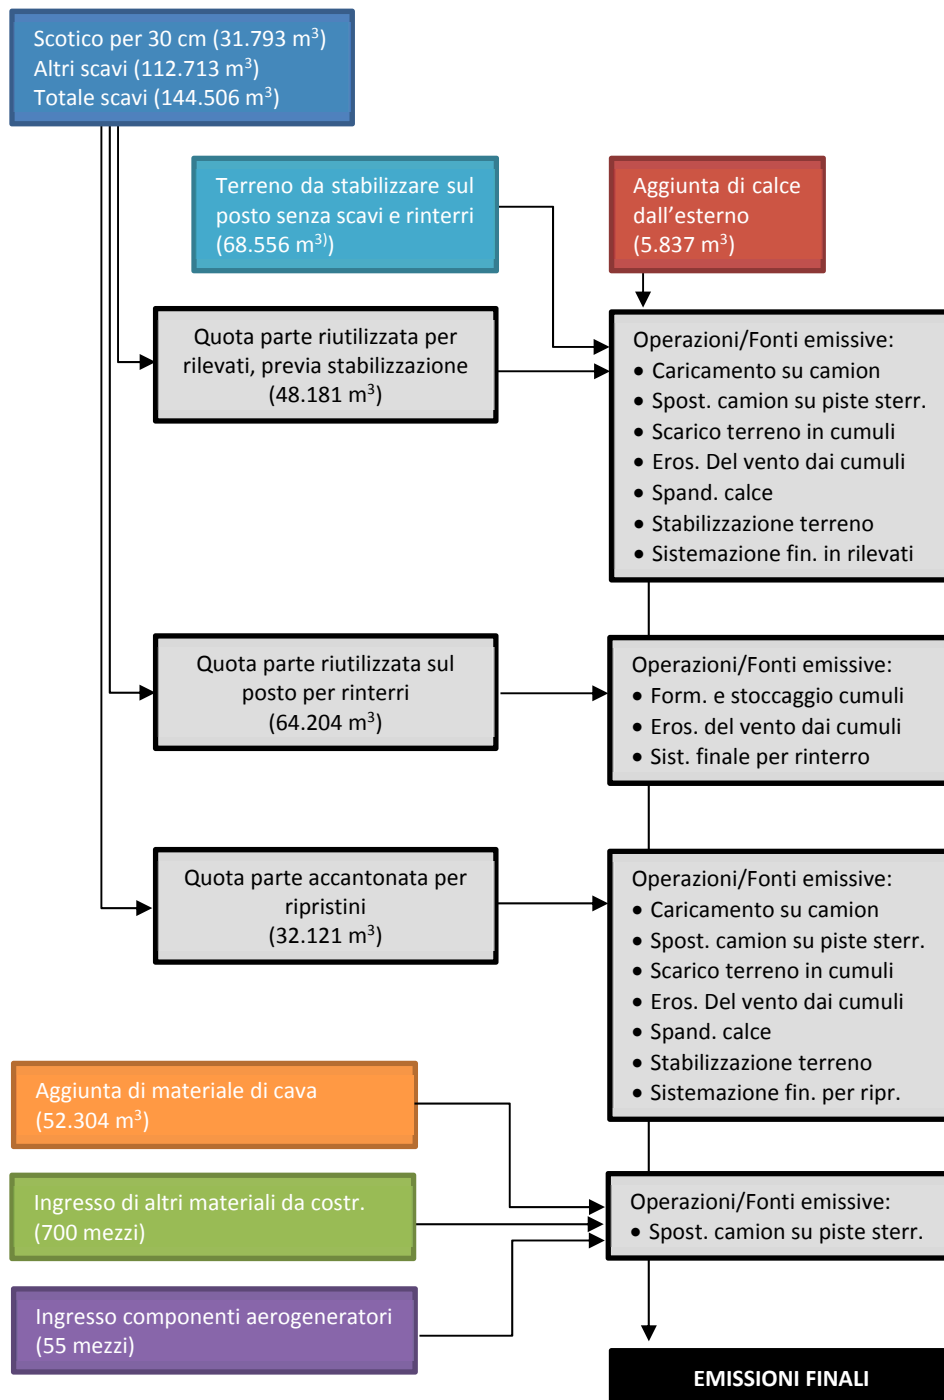 Scotico per 30 cm (31.793 m³)
Altri scavi (112.713 m³)
Totale scavi (144.506 m³)
Terreno da stabilizzare sul
posto senza scavi e rinterri
(68.556 m³⁾)
Aggiunta di calce
dall'esterno
(5.837 m³)
Quota parte riutilizzata per
rilevati, previa stabilizzazione
(48.181 m³)
Operazioni/Fonti emissive:
• Caricamento su camion
• Spost. camion su piste sterr.
• Scarico terreno in cumuli
• Eros. Del vento dai cumuli
• Spand. calce
• Stabilizzazione terreno
• Sistemazione fin. in rilevati
Quota parte riutilizzata sul
posto per rinterri
(64.204 m³)
Operazioni/Fonti emissive:
• Form. e stoccaggio cumuli
• Eros. del vento dai cumuli
• Sist. finale per rinterro
Quota parte accantonata per
ripristini
(32.121 m³)
Operazioni/Fonti emissive:
• Caricamento su camion
• Spost. camion su piste sterr.
• Scarico terreno in cumuli
• Eros. Del vento dai cumuli
• Spand. calce
• Stabilizzazione terreno
• Sistemazione fin. per ripr.
Aggiunta di materiale di cava
(52.304 m³)
Ingresso di altri materiali da costr.
(700 mezzi)
Ingresso componenti aerogeneratori
(55 mezzi)
Operazioni/Fonti emissive:
• Spost. camion su piste sterr.
EMISSIONI FINALI